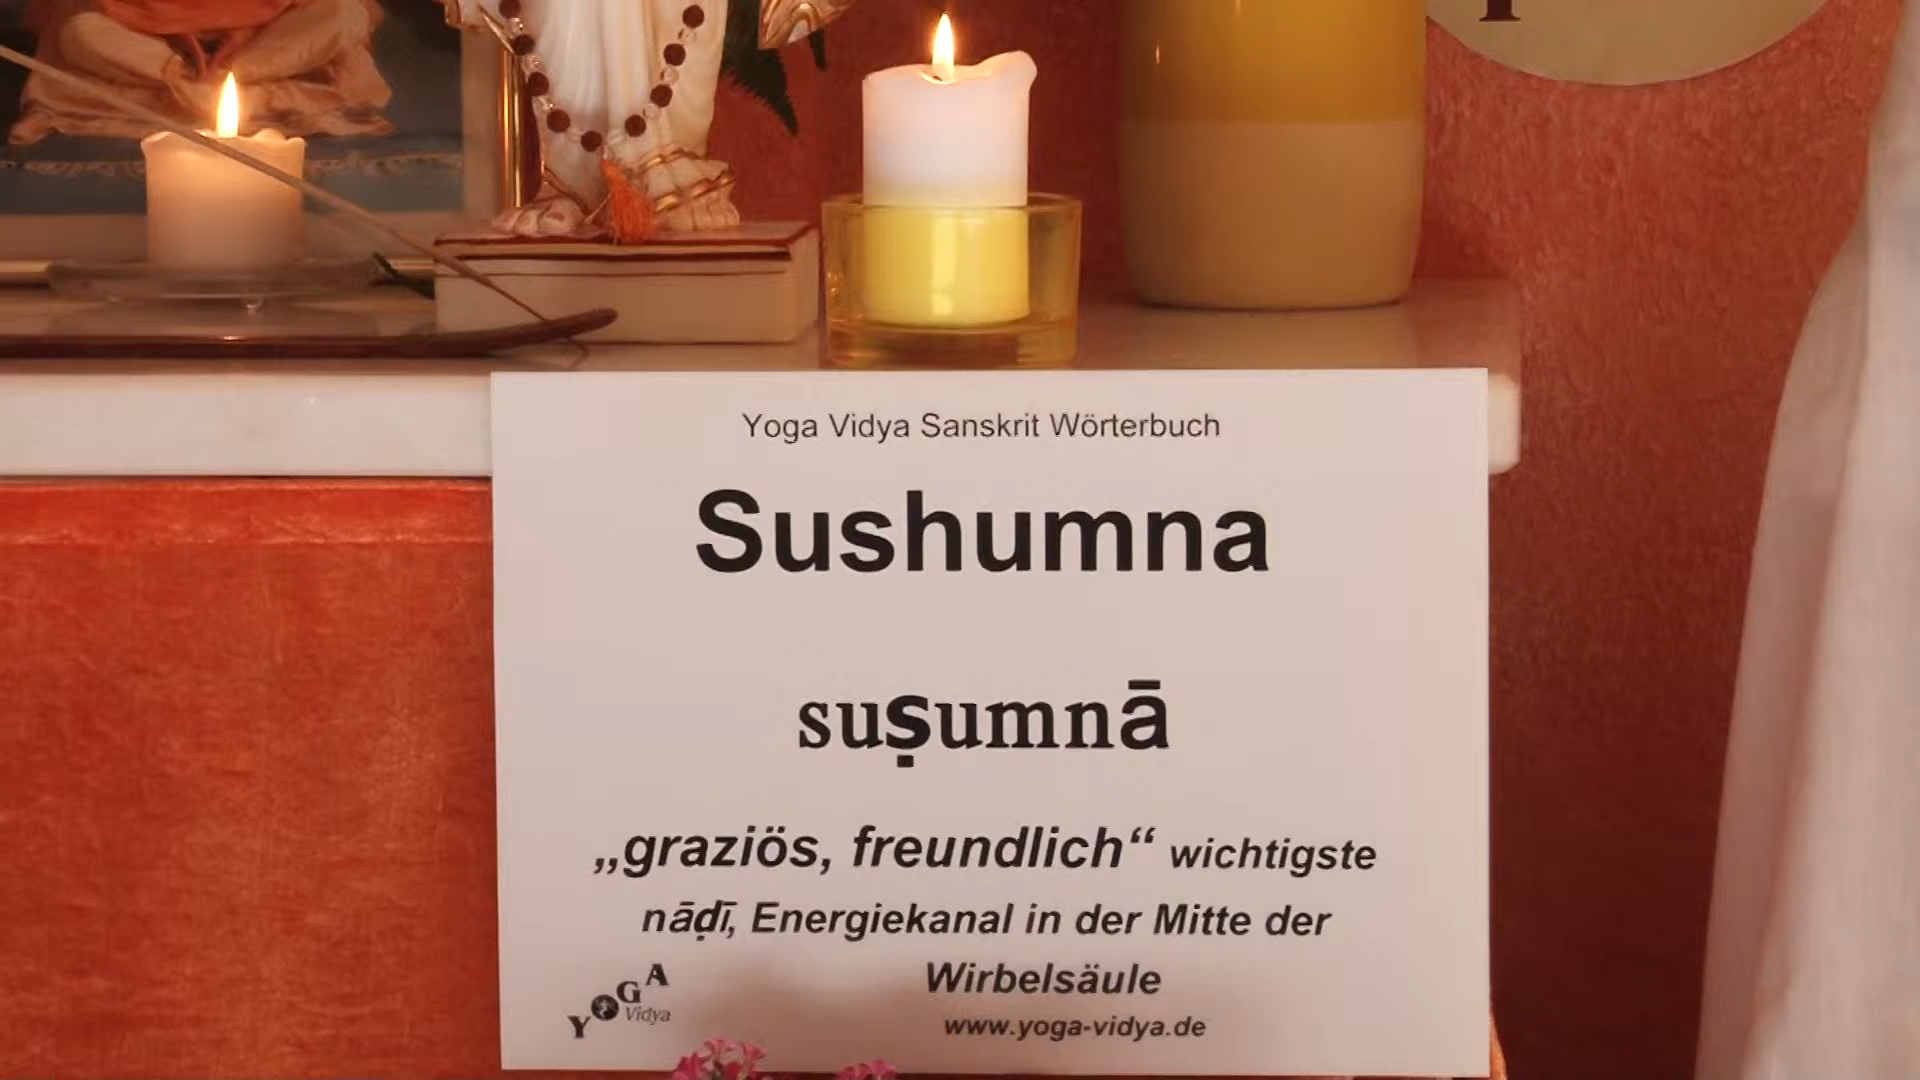 Yoga Vidya Sanskrit Wörterbuch
Sushumna
suṣumnā
„graziös, freundlich“ wichtigste
nāḍī, Energiekanal in der Mitte der
Wirbelsäule
YOGA
Vidya
www.yoga-vidya.de